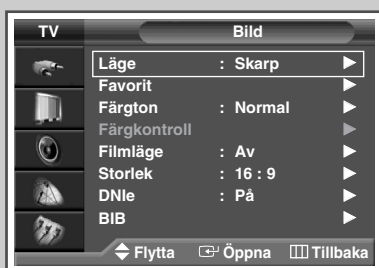 TV Bild
Läge : Skarp
Favorit
Färgton : Normal
Färgkontroll
Filmläge : Av
Storlek : 16 : 9
DNIe : På
BIB
Flytta Öppna Tillbaka